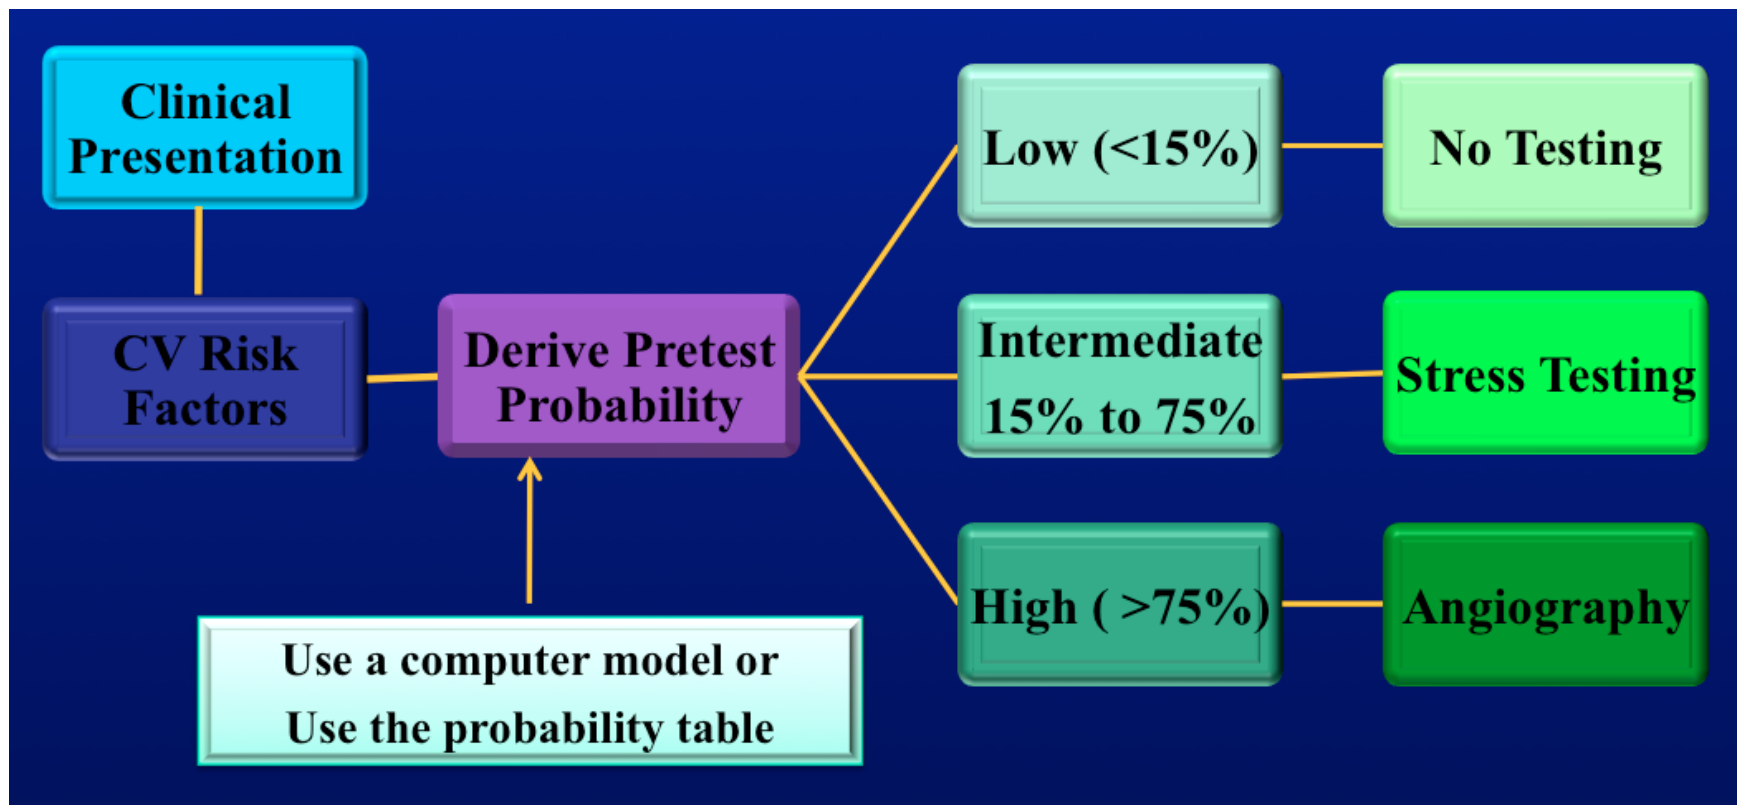 Clinical
Presentation
CV Risk
Factors
Derive Pretest
Probability
Use a computer model or
Use the probability table
Low (<15%)
No Testing
Intermediate
15% to 75%
Stress Testing
High ( >75%)
Angiography